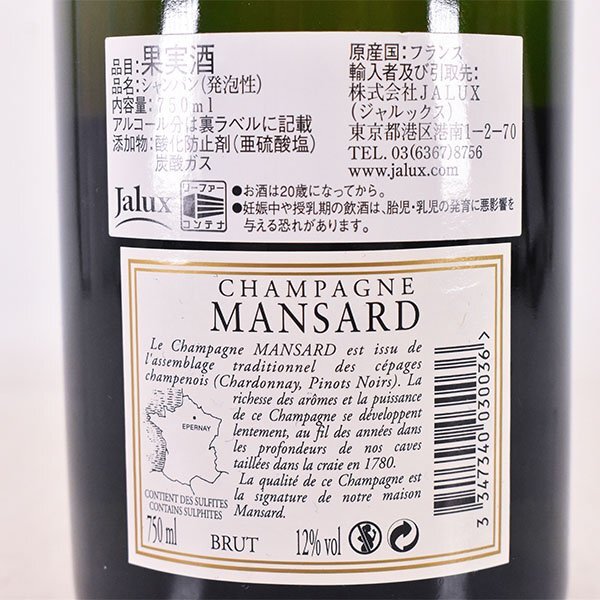 品目:果実酒
品名:シャンパン(発泡性)
内容量:750ml
アルコール分は裏ラベルに記載
添加物:酸化防止剤(亜硫酸塩)
炭酸ガス
原産国:フランス
輸入者及び引取先:
株式会社JALUX
(ジャルックス)
東京都港区港南1-2-70
TEL. 03(6367)8756
www.jalux.com
Jalux
リーファー
コンテナ
●お酒は20歳になってから。
●妊娠中や授乳期の飲酒は、胎児・乳児の発育に悪影響を
与える恐れがあります。
CHAMPAGNE
MANSARD
Le Champagne MANSARD est issu de
l'assemblage traditionnel des cépages
champenois (Chardonnay, Pinots Noirs). La
richesse des arômes et la puissance
de ce Champagne se développent
lentement, au fil des années dans
les profondeurs de nos caves
taillées dans la craie en 1780.
La qualité de ce Champagne est
la signature de notre maison
Mansard.
EPERNAY
CONTIENT DES SULFITES
CONTAINS SULPHITES
750 ml
BRUT
12% vol
3 347340 030036 >